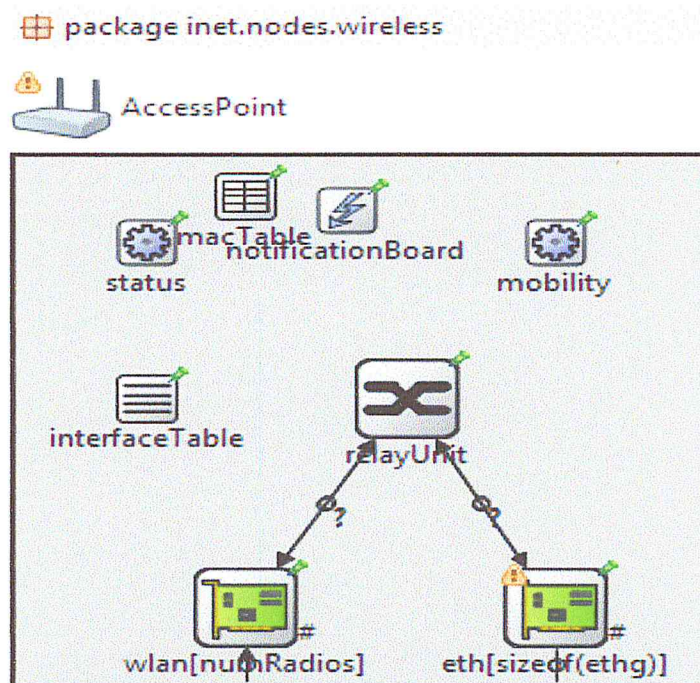 package inet.nodes.wireless
AccessPoint
macTable
notificationBoard
status
mobility
interfaceTable
relayUnit
?
?
#
#
wlan[numRadios]
eth[sizeof(ethg)]